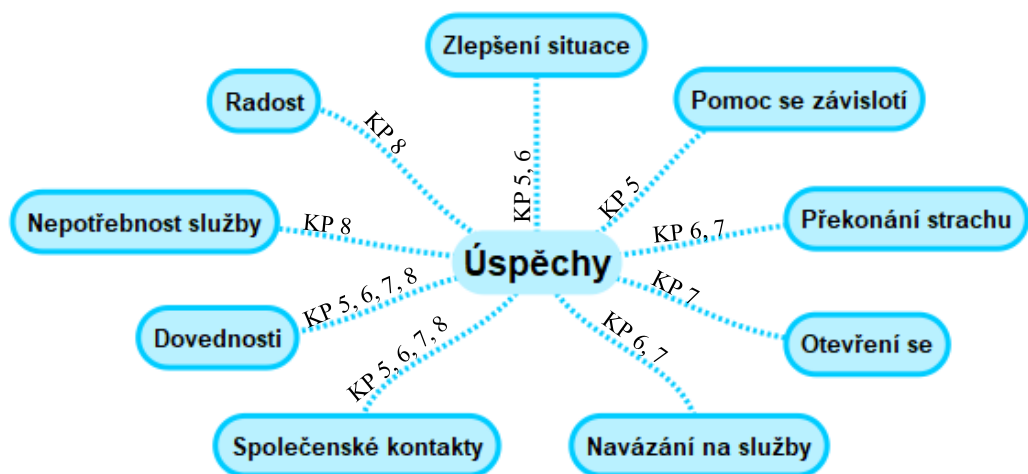 Zlepšení situace
Radost
Pomoc se závislotí
KP 8
KP 5, 6
KP 5
Nepotřebnost služby
KP 8
KP 6, 7
Překonání strachu
Úspěchy
KP 5, 6, 7, 8
KP 7
Dovednosti
KP 5, 6, 7, 8
KP 6, 7
Otevření se
Společenské kontakty
Navázání na služby